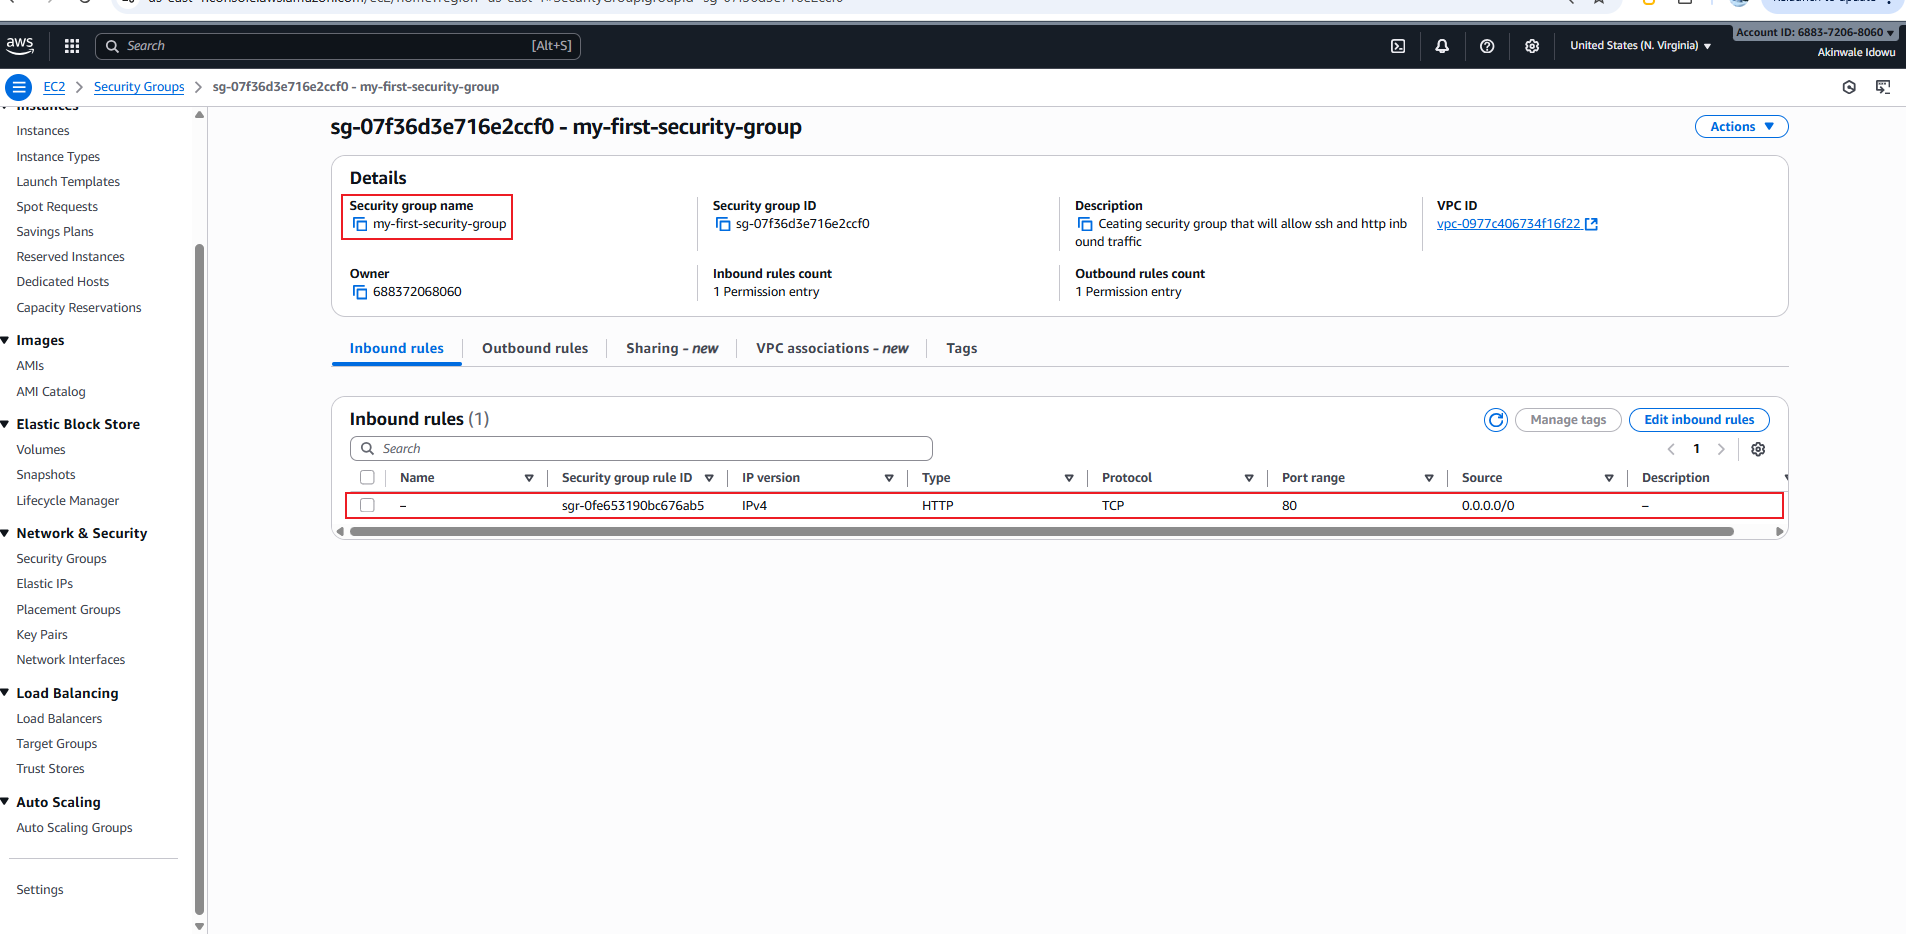 aws
Search
[Alt+S]
United States (N. Virginia)
Account ID: 6883-7206-8060
Akinwale Idowu
EC2
Security Groups
sg-07f36d3e716e2ccf0 - my-first-security-group
Instances
Instances
Instance Types
Launch Templates
Spot Requests
Savings Plans
Reserved Instances
Dedicated Hosts
Capacity Reservations
Images
AMIs
AMI Catalog
Elastic Block Store
Volumes
Snapshots
Lifecycle Manager
Network & Security
Security Groups
Elastic IPs
Placement Groups
Key Pairs
Network Interfaces
Load Balancing
Load Balancers
Target Groups
Trust Stores
Auto Scaling
Auto Scaling Groups
Settings
sg-07f36d3e716e2ccf0 - my-first-security-group
Actions
Details
Security group name
my-first-security-group
Security group ID
sg-07f36d3e716e2ccf0
Description
Ceating security group that will allow ssh and http inb
ound traffic
VPC ID
vpc-0977c406734f16f22
Owner
688372068060
Inbound rules count
1 Permission entry
Outbound rules count
1 Permission entry
Inbound rules
Outbound rules
Sharing - new
VPC associations - new
Tags
Inbound rules (1)
Manage tags
Edit inbound rules
Search
1
Name Security group rule ID IP version Type Protocol Port range Source Description
– sgr-0fe653190bc676ab5 IPv4 HTTP TCP 80 0.0.0.0/0 –